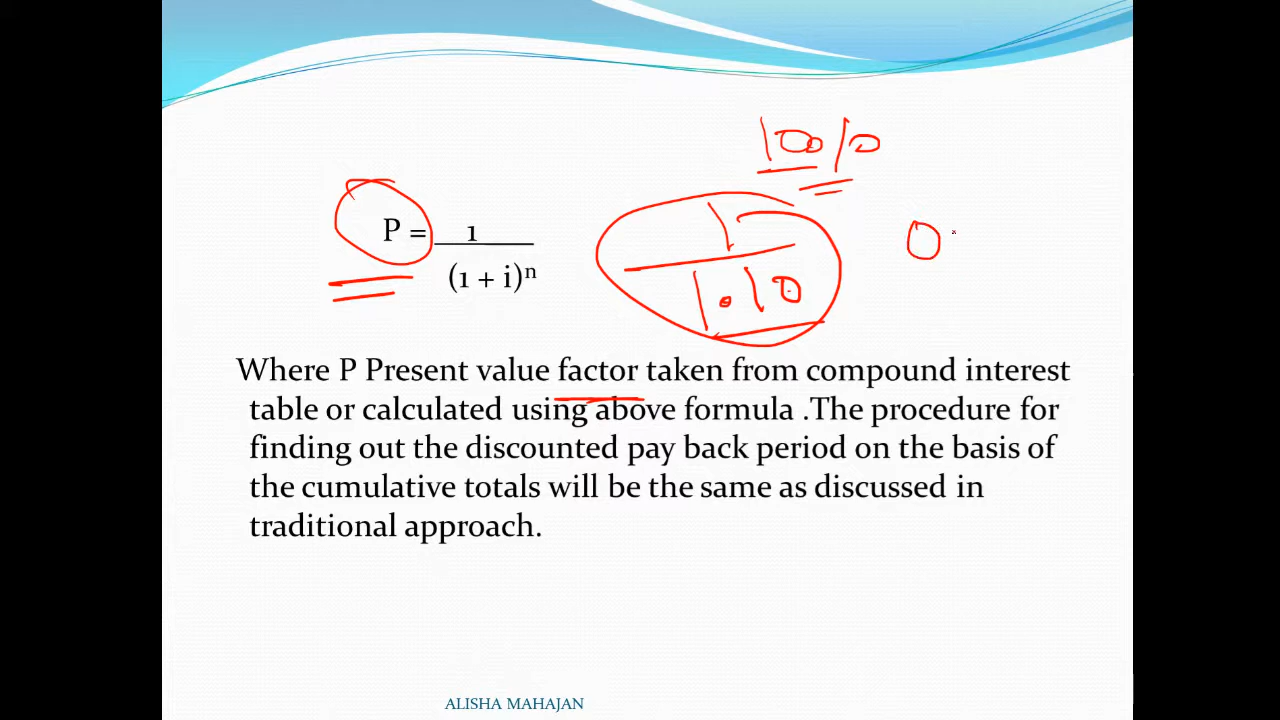 100 10
P = 1
(1 + i)ⁿ
1
1.10
0.
Where P Present value factor taken from compound interest
table or calculated using above formula .The procedure for
finding out the discounted pay back period on the basis of
the cumulative totals will be the same as discussed in
traditional approach.
ALISHA MAHAJAN